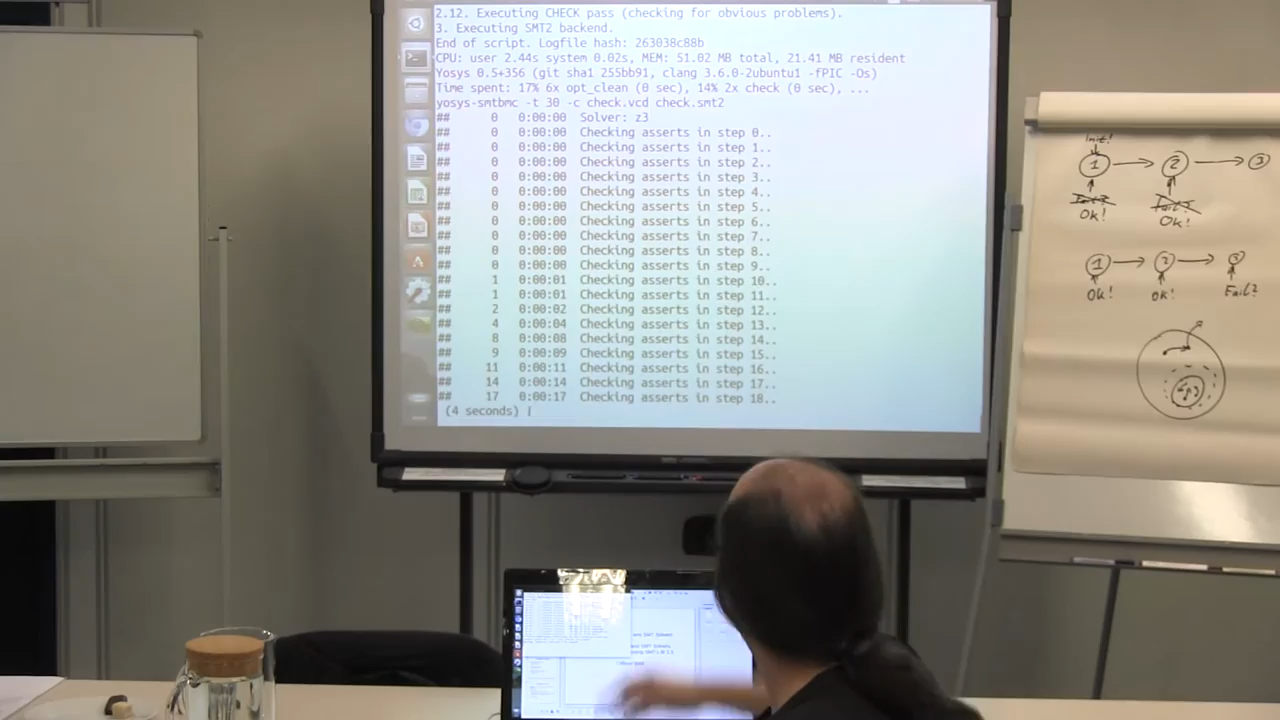 2.12. Executing CHECK pass (checking for obvious problems).
3. Executing SMT2 backend.
End of script. Logfile hash: 263038c88b
CPU: user 2.44s system 0.02s, MEM: 51.02 MB total, 21.41 MB resident
Yosys 0.5+356 (git sha1 255bb91, clang 3.6.0-2ubuntu1 -fPIC -Os)
Time spent: 17% 6x opt_clean (0 sec), 14% 2x check (0 sec), ...
yosys-smtbmc -t 30 -c check.vcd check.smt2
## 0 0:00:00 Solver: z3
## 0 0:00:00 Checking asserts in step 0..
## 0 0:00:00 Checking asserts in step 1..
## 0 0:00:00 Checking asserts in step 2..
## 0 0:00:00 Checking asserts in step 3..
## 0 0:00:00 Checking asserts in step 4..
## 0 0:00:00 Checking asserts in step 5..
## 0 0:00:00 Checking asserts in step 6..
## 0 0:00:00 Checking asserts in step 7..
## 0 0:00:00 Checking asserts in step 8..
## 0 0:00:00 Checking asserts in step 9..
## 1 0:00:01 Checking asserts in step 10..
## 1 0:00:01 Checking asserts in step 11..
## 2 0:00:02 Checking asserts in step 12..
## 4 0:00:04 Checking asserts in step 13..
## 8 0:00:08 Checking asserts in step 14..
## 9 0:00:09 Checking asserts in step 15..
## 11 0:00:11 Checking asserts in step 16..
## 14 0:00:14 Checking asserts in step 17..
## 17 0:00:17 Checking asserts in step 18..
(4 seconds)
Init!
1 2 3
Fail? Fail?
Ok! Ok!
1 2 3
Ok! Ok! Fail?